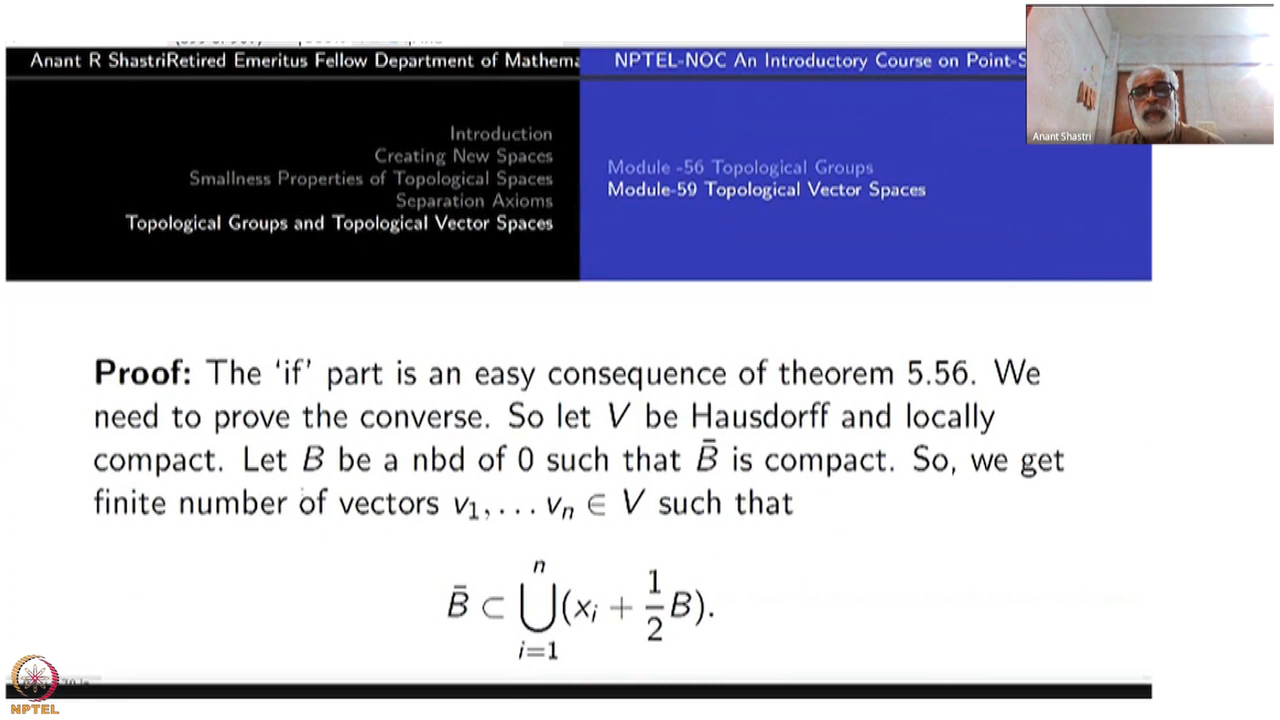 Anant R ShastriRetired Emeritus Fellow Department of Mathema
NPTEL-NOC An Introductory Course on Point-S
Anant Shastri
Introduction
Creating New Spaces
Smallness Properties of Topological Spaces
Separation Axioms
Topological Groups and Topological Vector Spaces
Module -56 Topological Groups
Module-59 Topological Vector Spaces
Proof: The ‘if’ part is an easy consequence of theorem 5.56. We
need to prove the converse. So let V be Hausdorff and locally
compact. Let B be a nbd of 0 such that B̄ is compact. So, we get
finite number of vectors v₁, . . . vₙ ∈ V such that
B̄ ⊂ ⋃ⁿᵢ₌₁(xᵢ + ½B).
NPTEL